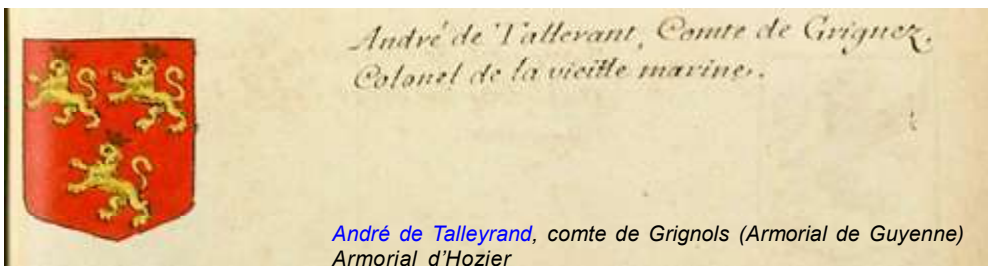 André de Tallerant, Comte de Grignez,
Colonel de la vieille marine.
André de Talleyrand, comte de Grignols (Armorial de Guyenne)
Armorial d'Hozier